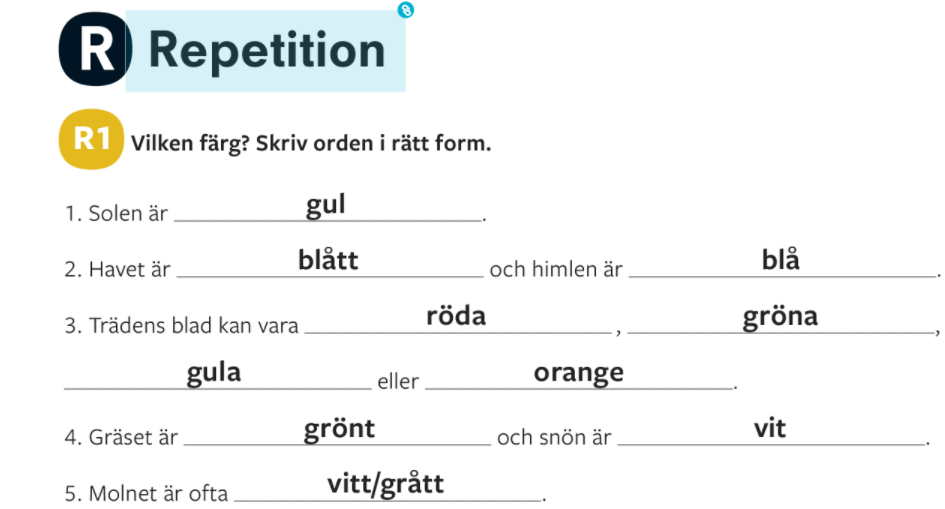 R Repetition
R1 Vilken färg? Skriv orden i rätt form.
1. Solen är gul.
2. Havet är blått och himlen är blå.
3. Trädens blad kan vara röda, gröna,
gula eller orange.
4. Gräset är grönt och snön är vit.
5. Molnet är ofta vitt/grått.